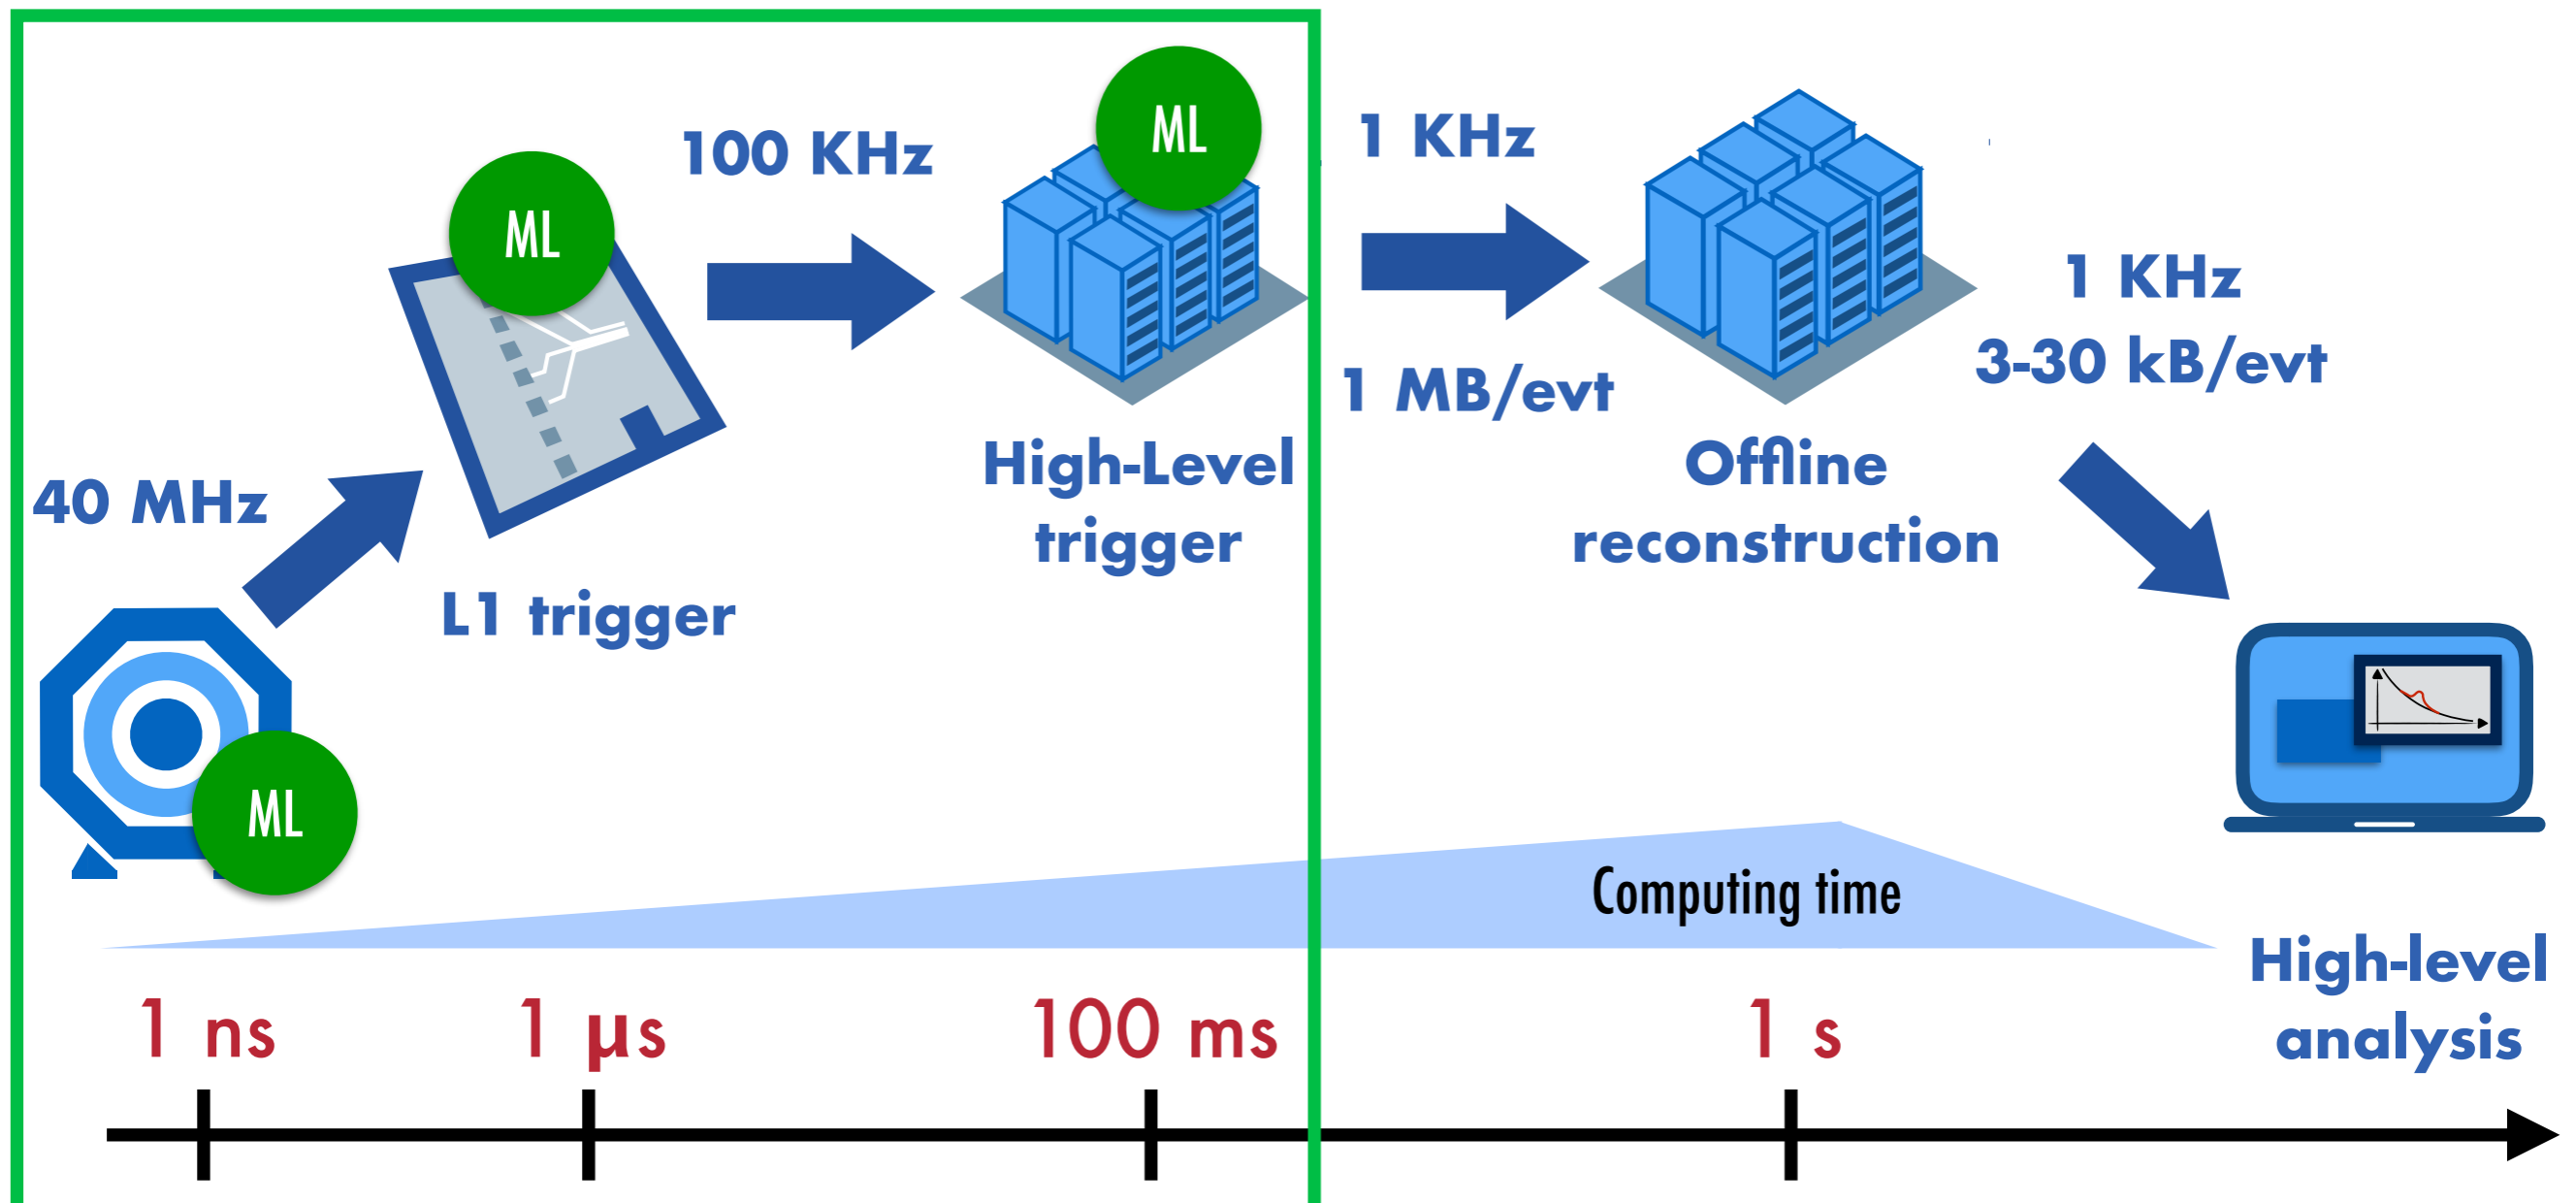 ML
100 KHz
ML
1 KHz
ML
40 MHz
L1 trigger
High-Level
trigger
1 MB/evt
Offline
reconstruction
1 KHz
3-30 kB/evt
Computing time
High-level
analysis
1 ns
1 µs
100 ms
1 s